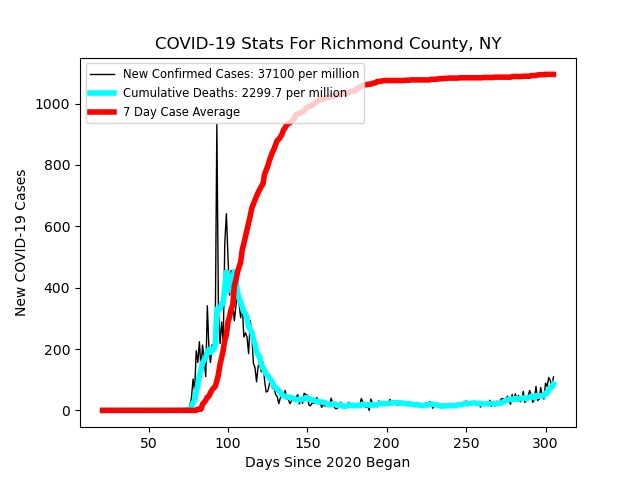 COVID-19 Stats For Richmond County, NY
New Confirmed Cases: 37100 per million
Cumulative Deaths: 2299.7 per million
7 Day Case Average
New COVID-19 Cases
1000
800
600
400
200
0
50 100 150 200 250 300
Days Since 2020 Began